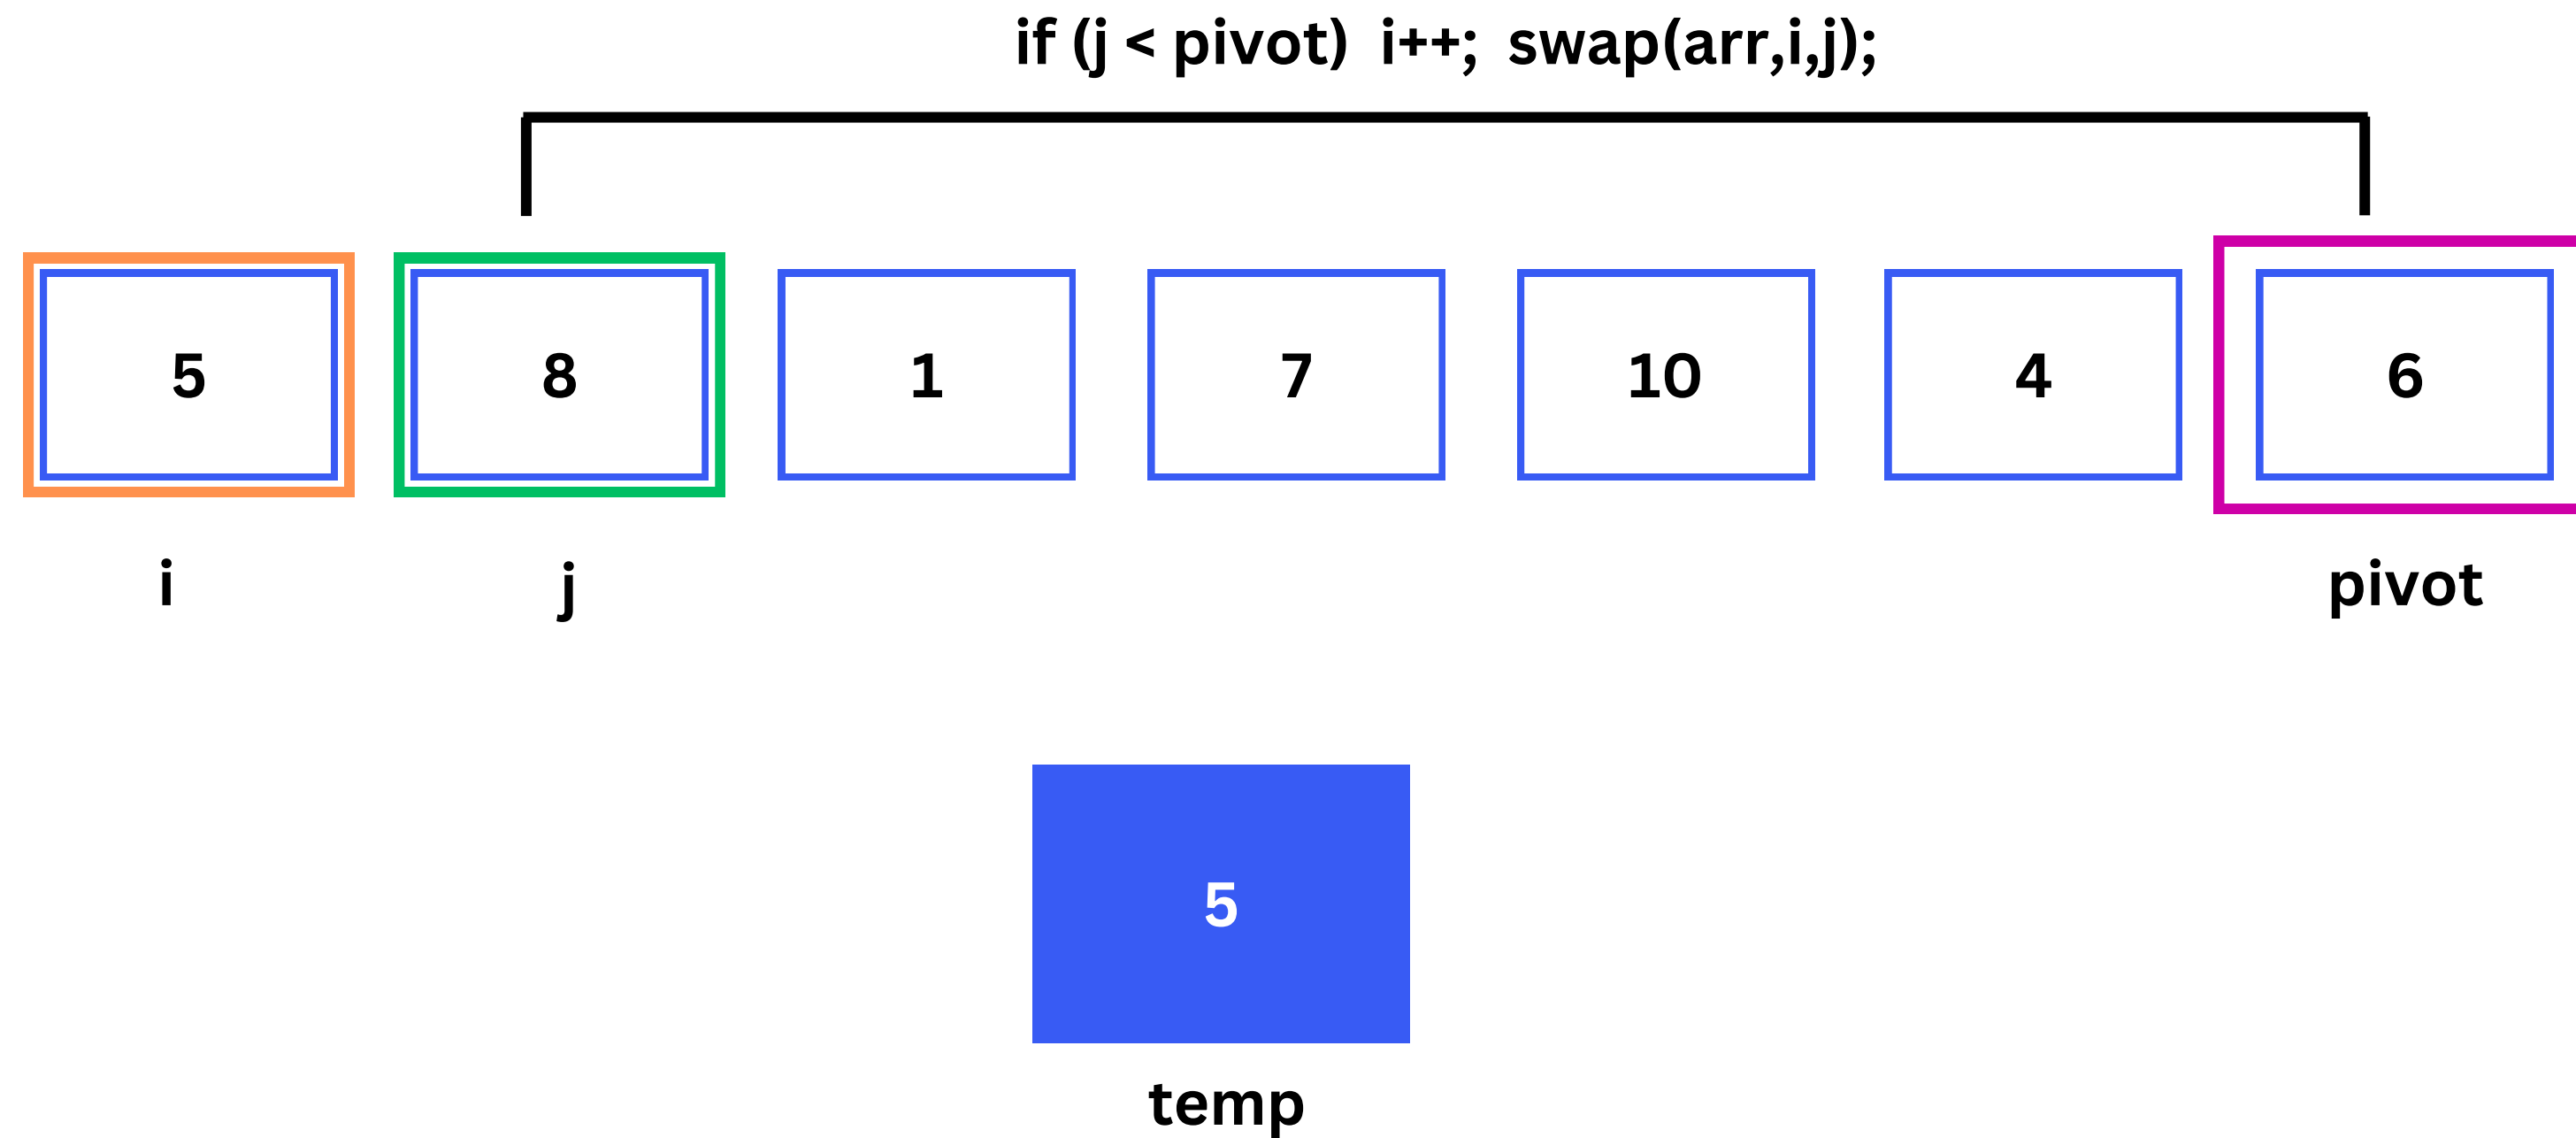 if (j < pivot) i++; swap(arr,i,j);
5 8 1 7 10 4 6
i j pivot
5
temp